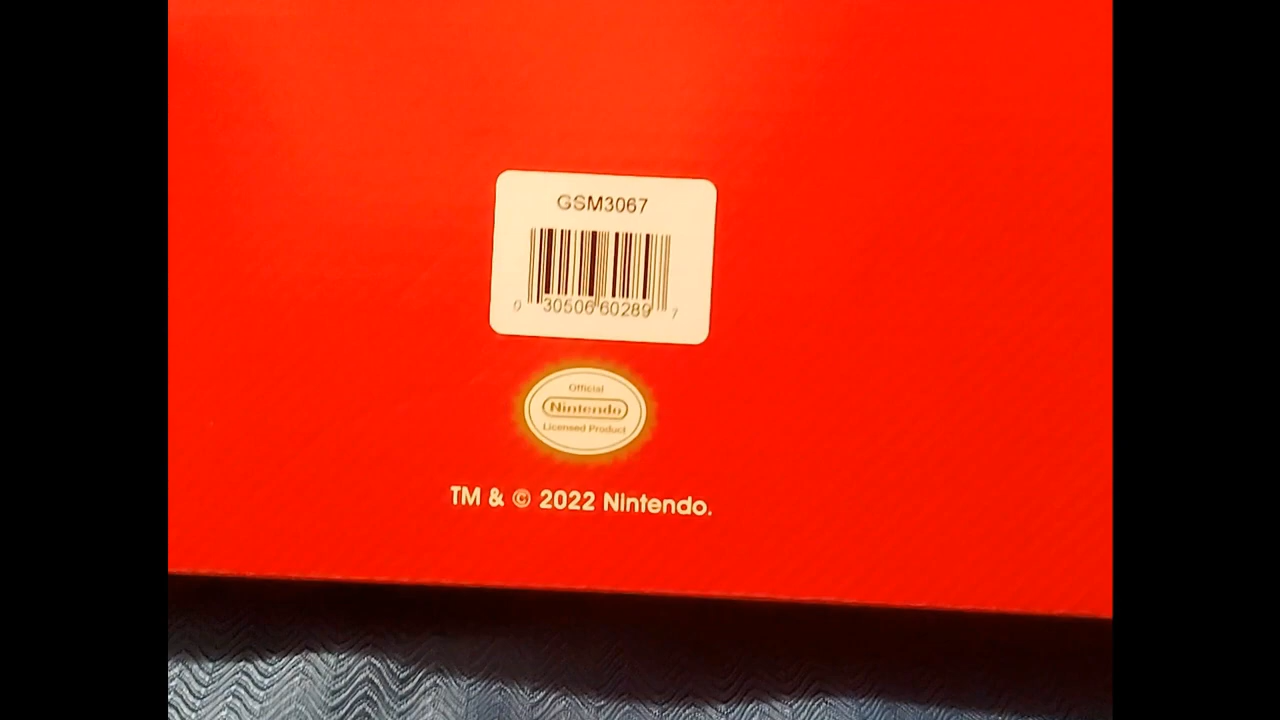 GSM3067
0 30506 60289 7
Official
Nintendo
Licensed Product
TM & © 2022 Nintendo.